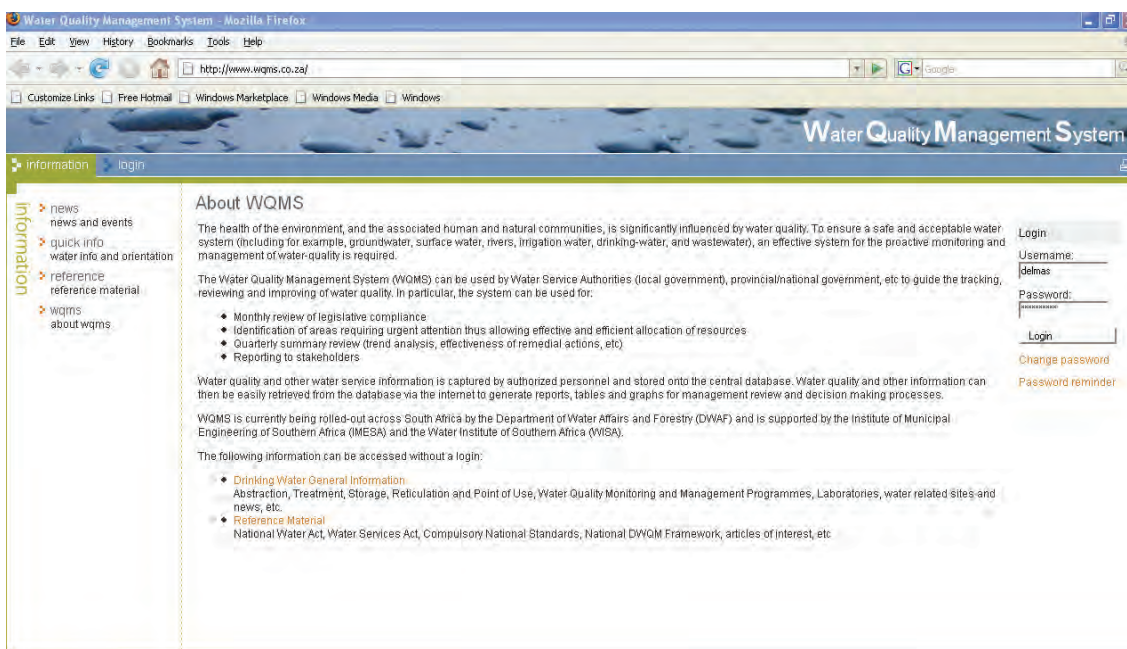 Water Quality Management System - Mozilla Firefox
File Edit View History Bookmarks Tools Help
http://www.wqms.co.za/
Google
Customize Links Free Hotmail Windows Marketplace Windows Media Windows
Water Quality Management System
information login
information
news
news and events
quick info
water info and orientation
reference
reference material
wqms
about wqms
About WQMS
The health of the environment, and the associated human and natural communities, is significantly influenced by water quality. To ensure a safe and acceptable water
system (including for example, groundwater, surface water, rivers, irrigation water, drinking-water, and wastewater), an effective system for the proactive monitoring and
management of water-quality is required.
The Water Quality Management System (WQMS) can be used by Water Service Authorities (local government), provincial/national government, etc to guide the tracking,
reviewing and improving of water quality. In particular, the system can be used for:
Monthly review of legislative compliance
Identification of areas requiring urgent attention thus allowing effective and efficient allocation of resources
Quarterly summary review (trend analysis, effectiveness of remedial actions, etc)
Reporting to stakeholders
Water quality and other water service information is captured by authorized personnel and stored onto the central database. Water quality and other information can
then be easily retrieved from the database via the internet to generate reports, tables and graphs for management review and decision making processes.
WQMS is currently being rolled-out across South Africa by the Department of Water Affairs and Forestry (DWAF) and is supported by the Institute of Municipal
Engineering of Southern Africa (IMESA) and the Water Institute of Southern Africa (WISA).
The following information can be accessed without a login:
Drinking Water General Information
Abstraction, Treatment, Storage, Reticulation and Point of Use, Water Quality Monitoring and Management Programmes, Laboratories, water related sites and
news, etc.
Reference Material
National Water Act, Water Services Act, Compulsory National Standards, National DWQM Framework, articles of interest, etc
Login
Username:
delmas
Password:
Login
Change password
Password reminder